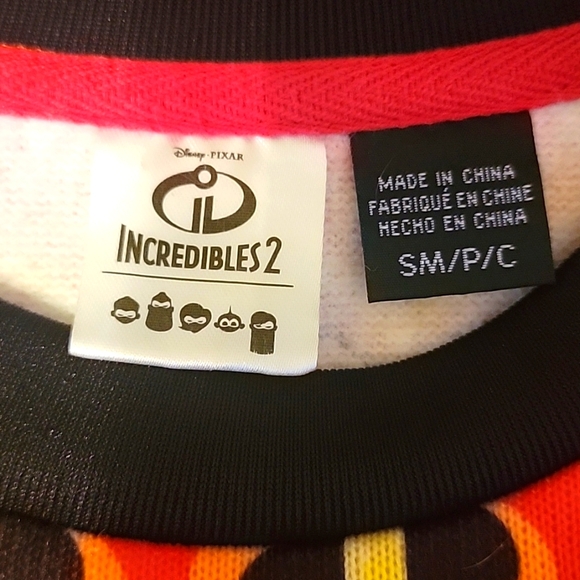 Disney · PIXAR
INCREDIBLES 2
MADE IN CHINA
FABRIQUÉ EN CHINE
HECHO EN CHINA
SM/P/C